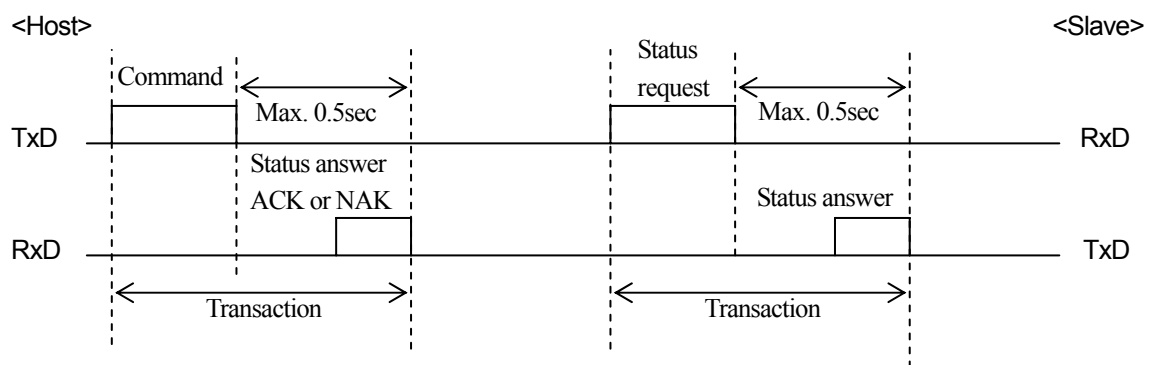 <Host>
<Slave>
Command
Status
request
Max. 0.5sec
Max. 0.5sec
TxD
RxD
Status answer
ACK or NAK
Status answer
RxD
TxD
Transaction
Transaction